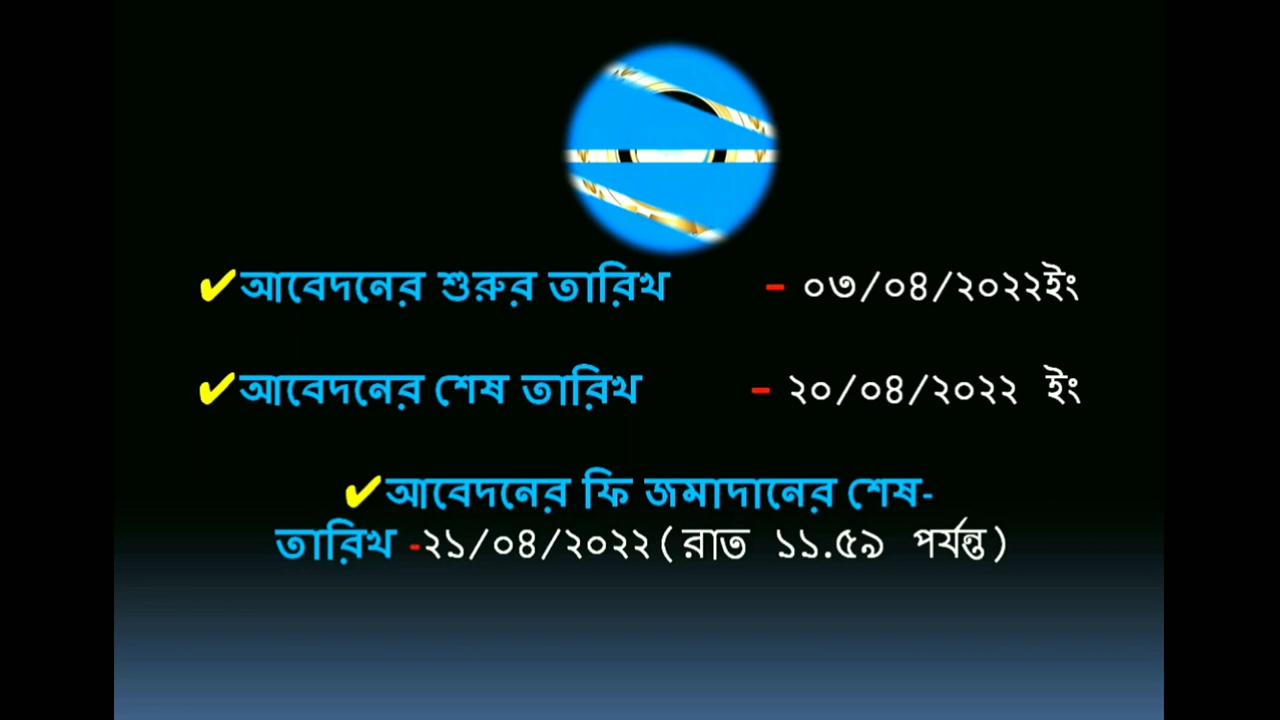 ✔আবেদনের শুরুর তারিখ - ০৩/০৪/২০২২ইং
✔আবেদনের শেষ তারিখ - ২০/০৪/২০২২ ইং
✔আবেদনের ফি জমাদানের শেষ-
তারিখ -২১/০৪/২০২২(রাত ১১.৫৯ পর্যন্ত)